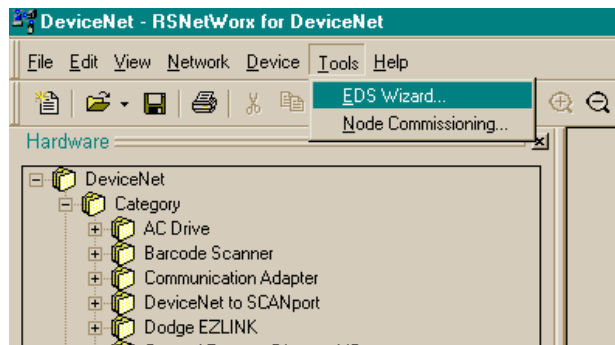 DeviceNet - RSNetWorx for DeviceNet
File Edit View Network Device Tools Help
EDS Wizard...
Node Commissioning...
Hardware
DeviceNet
Category
AC Drive
Barcode Scanner
Communication Adapter
DeviceNet to SCANport
Dodge EZLINK